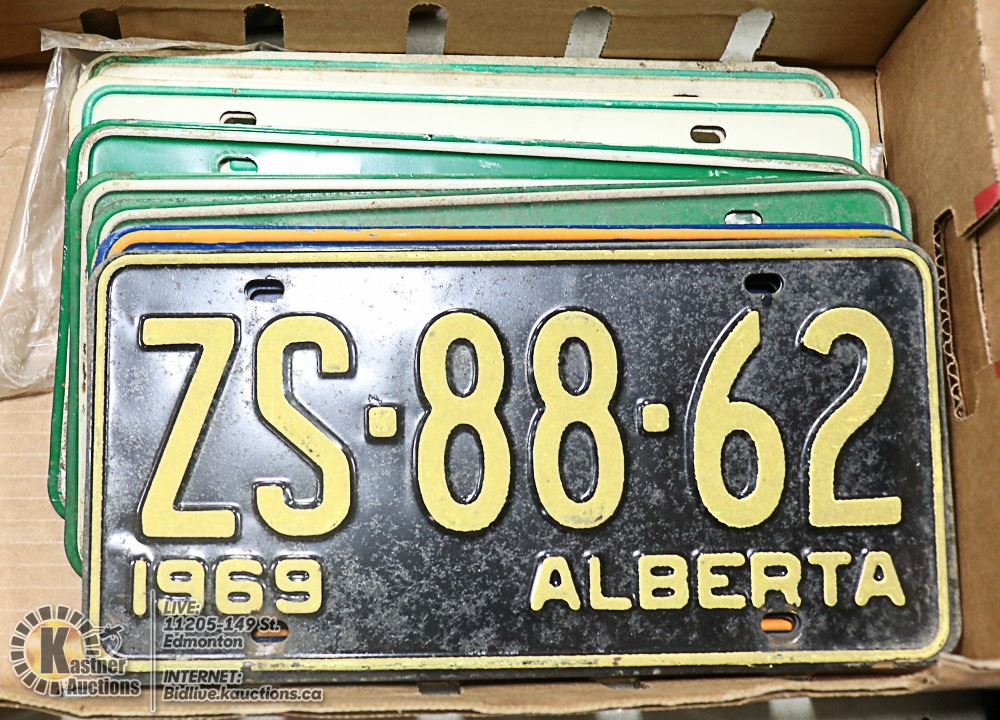 ZS·88·62
1969 ALBERTA
Kastner
Auctions
LIVE:
11205-149 St.
Edmonton
INTERNET:
Bidlive.kauctions.ca